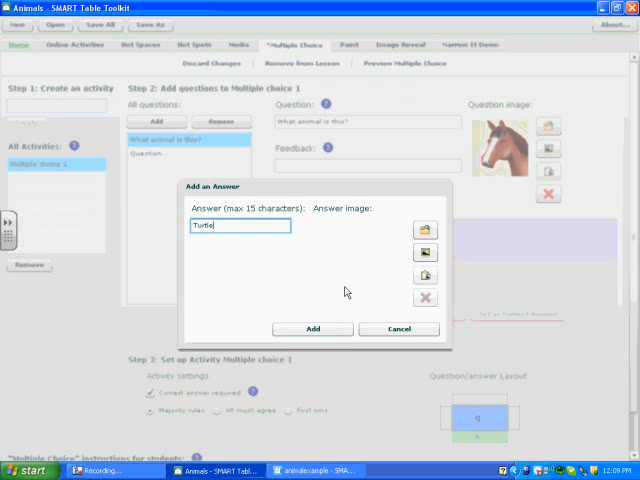 Animals - SMART Table Toolkit
New Open Save All Save As About...
Home Online Activities Hot Spaces Hot Spots Media *Multiple Choice Paint Image Reveal Narrow It Down
Discard Changes Remove from Lesson Preview Multiple Choice
Step 1: Create an activity
Step 2: Add questions to Multiple choice 1
All questions:
Question:
Question image:
Add Remove
What animal is this?
What animal is this?
Question...
Feedback:
All Activities:
Multiple choice 1
Remove
Add an Answer
Answer (max 15 characters): Answer image:
Turtle
Add Cancel
Set as Correct Answer
Step 3: Set up Activity Multiple choice 1
Activity settings
Question/answer Layout
Correct answer required
Majority rules All must agree First wins
Q
A
"Multiple Choice" instructions for students:
start Recording... Animals - SMART Tabl... animalexample - SMA... 12:09 PM